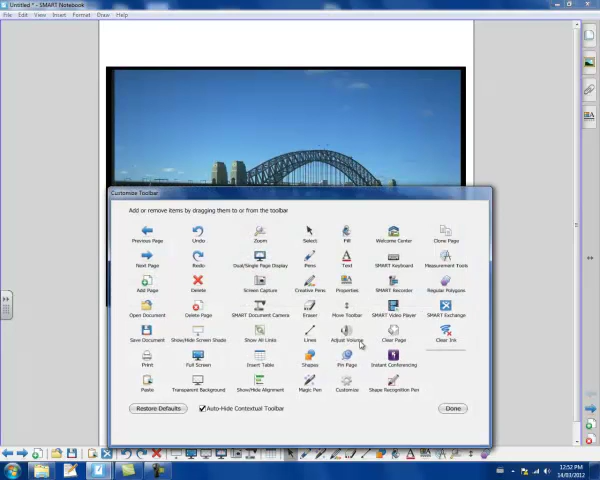 Untitled * - SMART Notebook
File Edit View Insert Format Draw Help
Customize Toolbar
Add or remove items by dragging them to or from the toolbar
Previous Page Undo Zoom Select Fill Welcome Center Clone Page
Next Page Redo Dual/Single Page Display Pens Text SMART Keyboard Measurement Tools
Add Page Delete Screen Capture Creative Pens Properties SMART Recorder Regular Polygons
Open Document Delete Page SMART Document Camera Eraser Move Toolbar SMART Video Player SMART Exchange
Save Document Show/Hide Screen Shade Show All Links Lines Adjust Volume Clear Page Clear Ink
Print Full Screen Insert Table Shapes Pin Page Instant Conferencing
Paste Transparent Background Show/Hide Alignment Magic Pen Customize Shape Recognition Pen
Restore Defaults Auto-Hide Contextual Toolbar Done
12:52 PM
14/03/2012